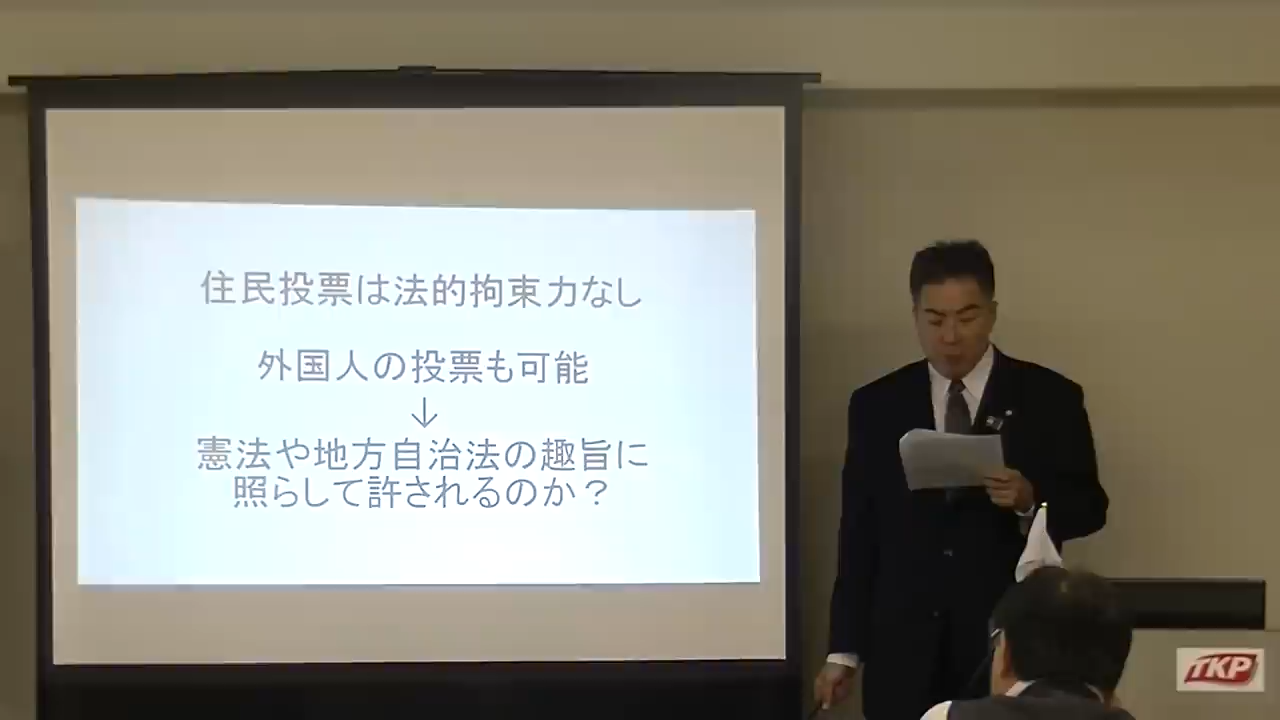 住民投票は法的拘束力なし
外国人の投票も可能
↓
憲法や地方自治法の趣旨に
照らして許されるのか？
TKP